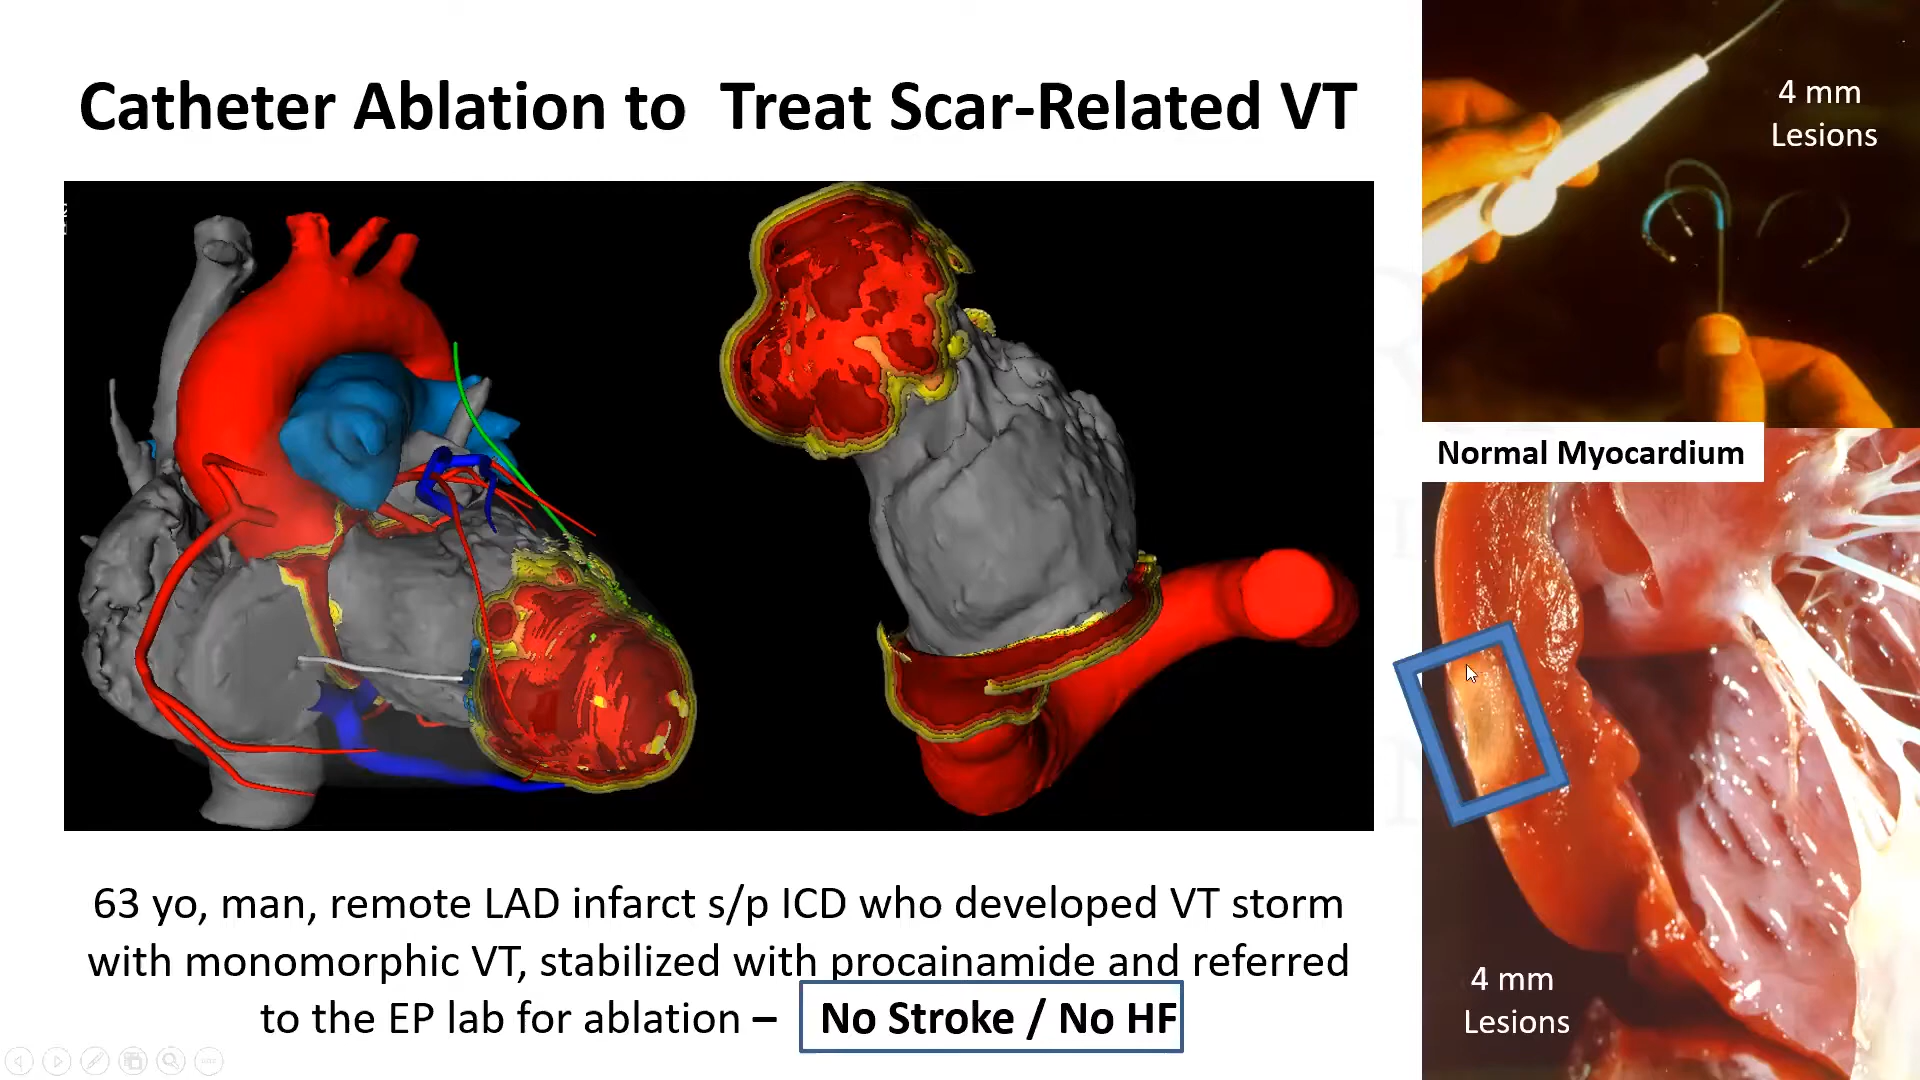 Catheter Ablation to  Treat Scar-Related VT
4 mm
Lesions
Normal Myocardium
4 mm
Lesions
63 yo, man, remote LAD infarct s/p ICD who developed VT storm
with monomorphic VT, stabilized with procainamide and referred
to the EP lab for ablation – No Stroke / No HF